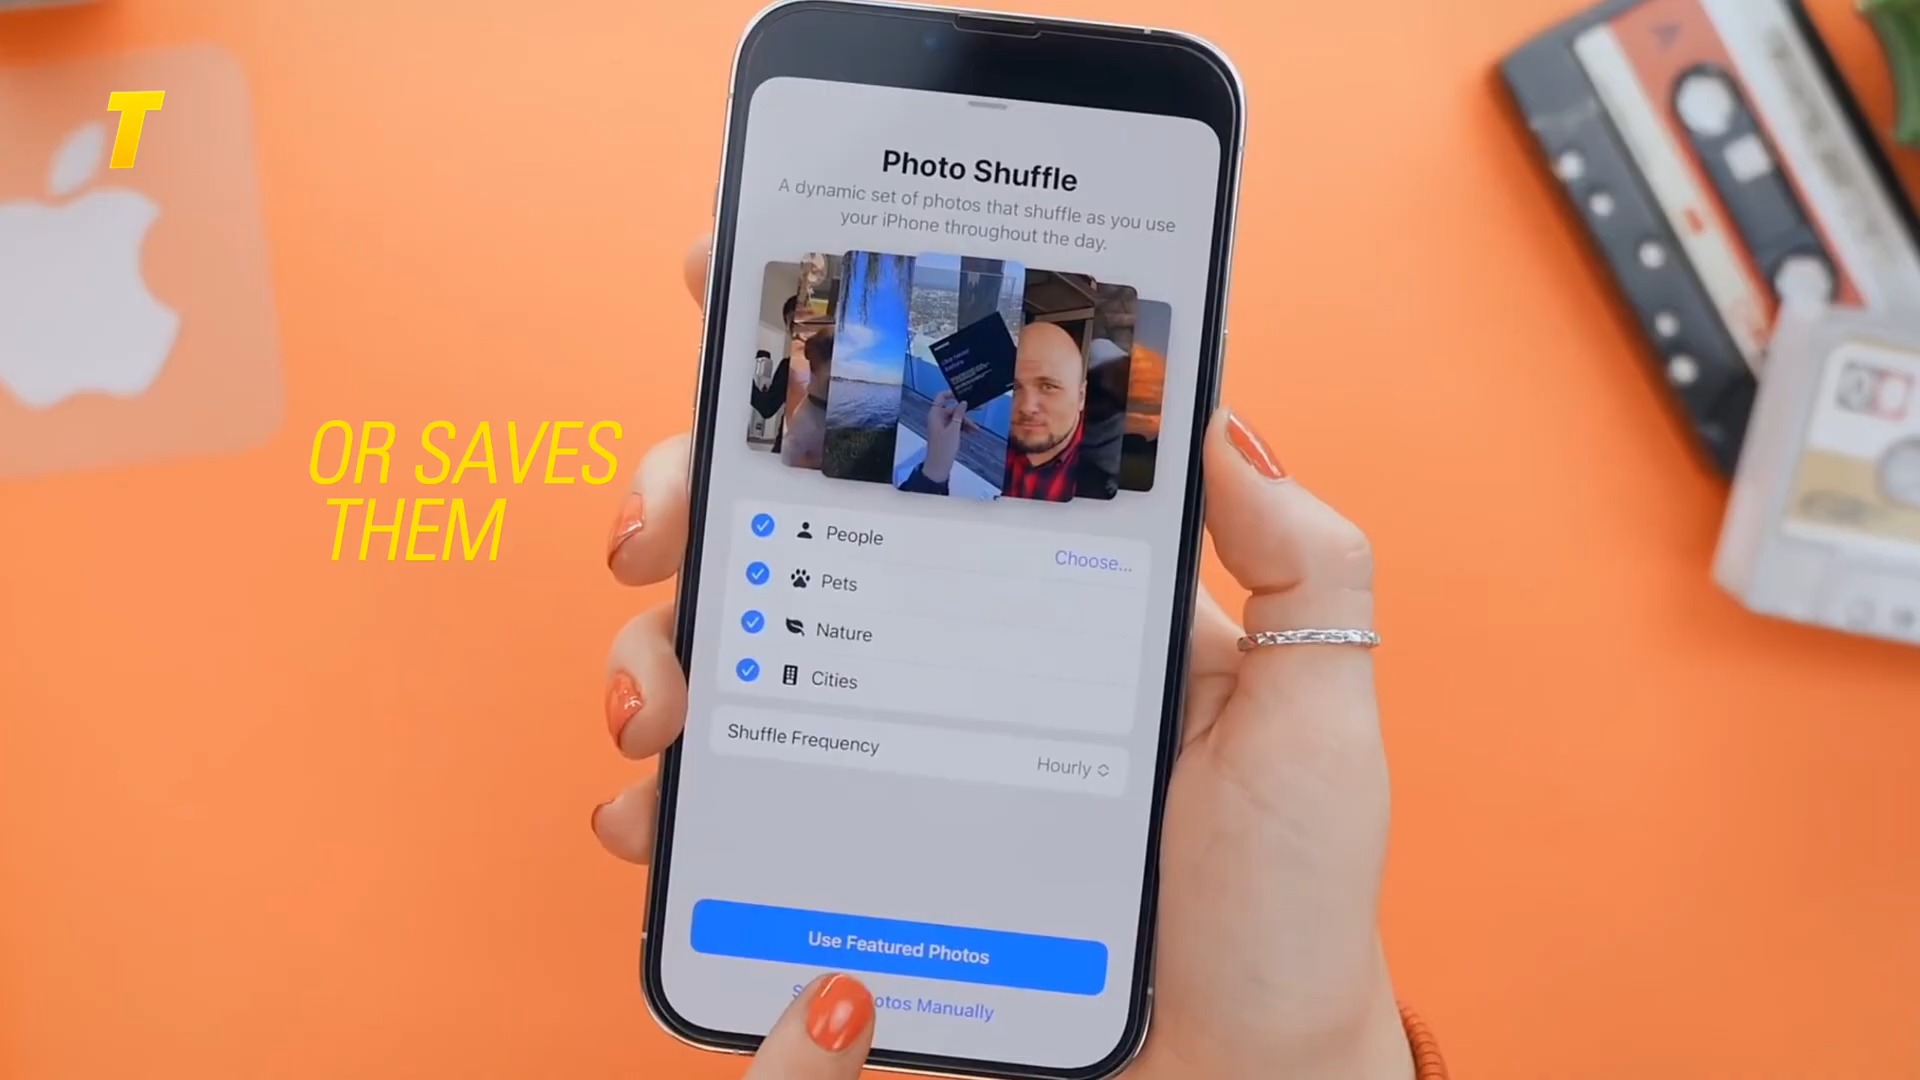 T
OR SAVES
THEM
Photo Shuffle
A dynamic set of photos that shuffle as you use
your iPhone throughout the day.
People
Choose...
Pets
Nature
Cities
Shuffle Frequency
Hourly
Use Featured Photos
Manually